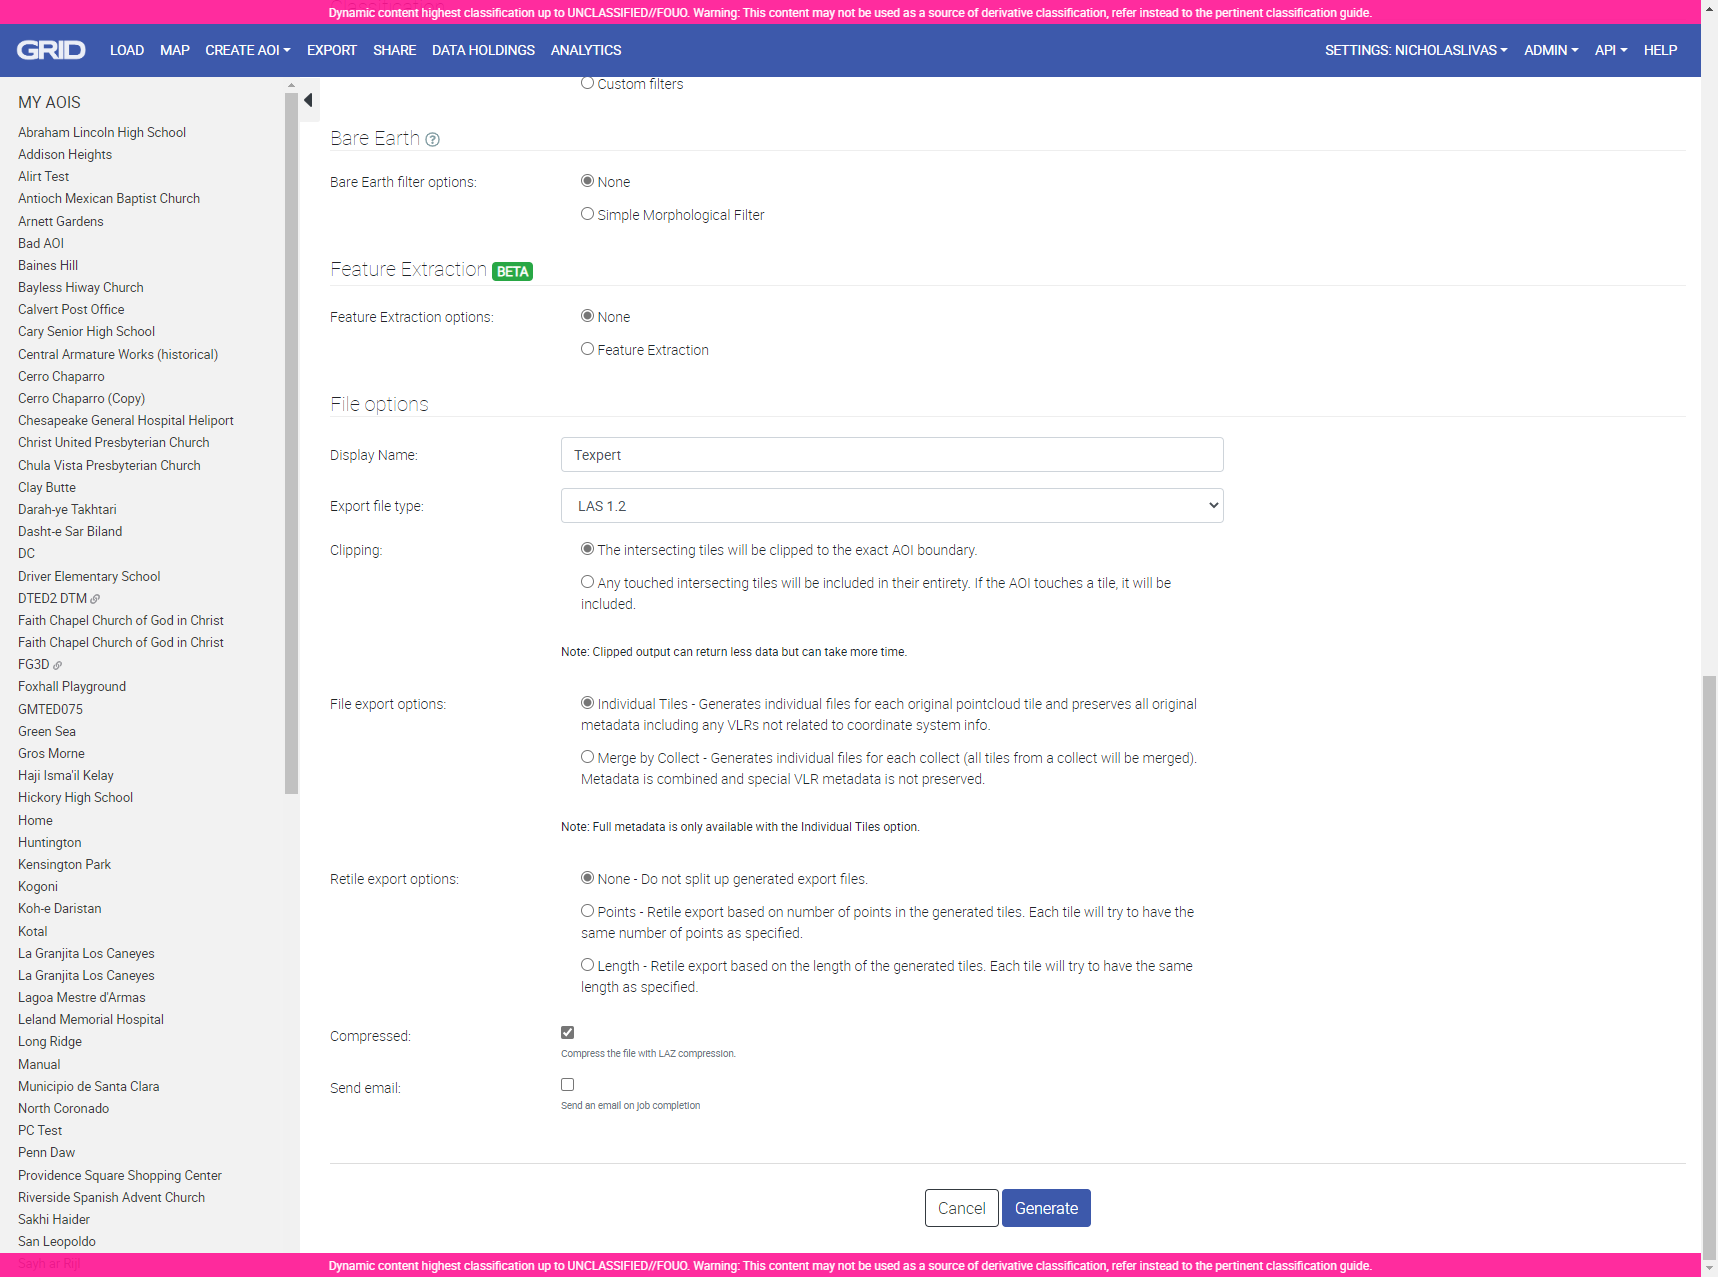 Dynamic content highest classification up to UNCLASSIFIED//FOUO. Warning: This content may not be used as a source of derivative classification, refer instead to the pertinent classification guide.
GRID LOAD MAP CREATE AOI EXPORT SHARE DATA HOLDINGS ANALYTICS SETTINGS: NICHOLASLIVAS ADMIN API HELP
MY AOIS
Abraham Lincoln High School
Addison Heights
Alirt Test
Antioch Mexican Baptist Church
Arnett Gardens
Bad AOI
Baines Hill
Bayless Hiway Church
Calvert Post Office
Cary Senior High School
Central Armature Works (historical)
Cerro Chaparro
Cerro Chaparro (Copy)
Chesapeake General Hospital Heliport
Christ United Presbyterian Church
Chula Vista Presbyterian Church
Clay Butte
Darah-ye Takhtari
Dasht-e Sar Biland
DC
Driver Elementary School
DTED2 DTM
Faith Chapel Church of God in Christ
Faith Chapel Church of God in Christ
FG3D
Foxhall Playground
GMTED075
Green Sea
Gros Morne
Haji Isma'il Kelay
Hickory High School
Home
Huntington
Kensington Park
Kogoni
Koh-e Daristan
Kotal
La Granjita Los Caneyes
La Granjita Los Caneyes
Lagoa Mestre d'Armas
Leland Memorial Hospital
Long Ridge
Manual
Municipio de Santa Clara
North Coronado
PC Test
Penn Daw
Providence Square Shopping Center
Riverside Spanish Advent Church
Sakhi Haider
San Leopoldo
Sayh ar Rijl
Custom filters
Bare Earth ?
Bare Earth filter options:
None
Simple Morphological Filter
Feature Extraction BETA
Feature Extraction options:
None
Feature Extraction
File options
Display Name:
Texpert
Export file type:
LAS 1.2
Clipping:
The intersecting tiles will be clipped to the exact AOI boundary.
Any touched intersecting tiles will be included in their entirety. If the AOI touches a tile, it will be
included.
Note: Clipped output can return less data but can take more time.
File export options:
Individual Tiles - Generates individual files for each original pointcloud tile and preserves all original
metadata including any VLRs not related to coordinate system info.
Merge by Collect - Generates individual files for each collect (all tiles from a collect will be merged).
Metadata is combined and special VLR metadata is not preserved.
Note: Full metadata is only available with the Individual Tiles option.
Retile export options:
None - Do not split up generated export files.
Points - Retile export based on number of points in the generated tiles. Each tile will try to have the
same number of points as specified.
Length - Retile export based on the length of the generated tiles. Each tile will try to have the same
length as specified.
Compressed:
Compress the file with LAZ compression.
Send email:
Send an email on job completion
Cancel Generate
Dynamic content highest classification up to UNCLASSIFIED//FOUO. Warning: This content may not be used as a source of derivative classification, refer instead to the pertinent classification guide.